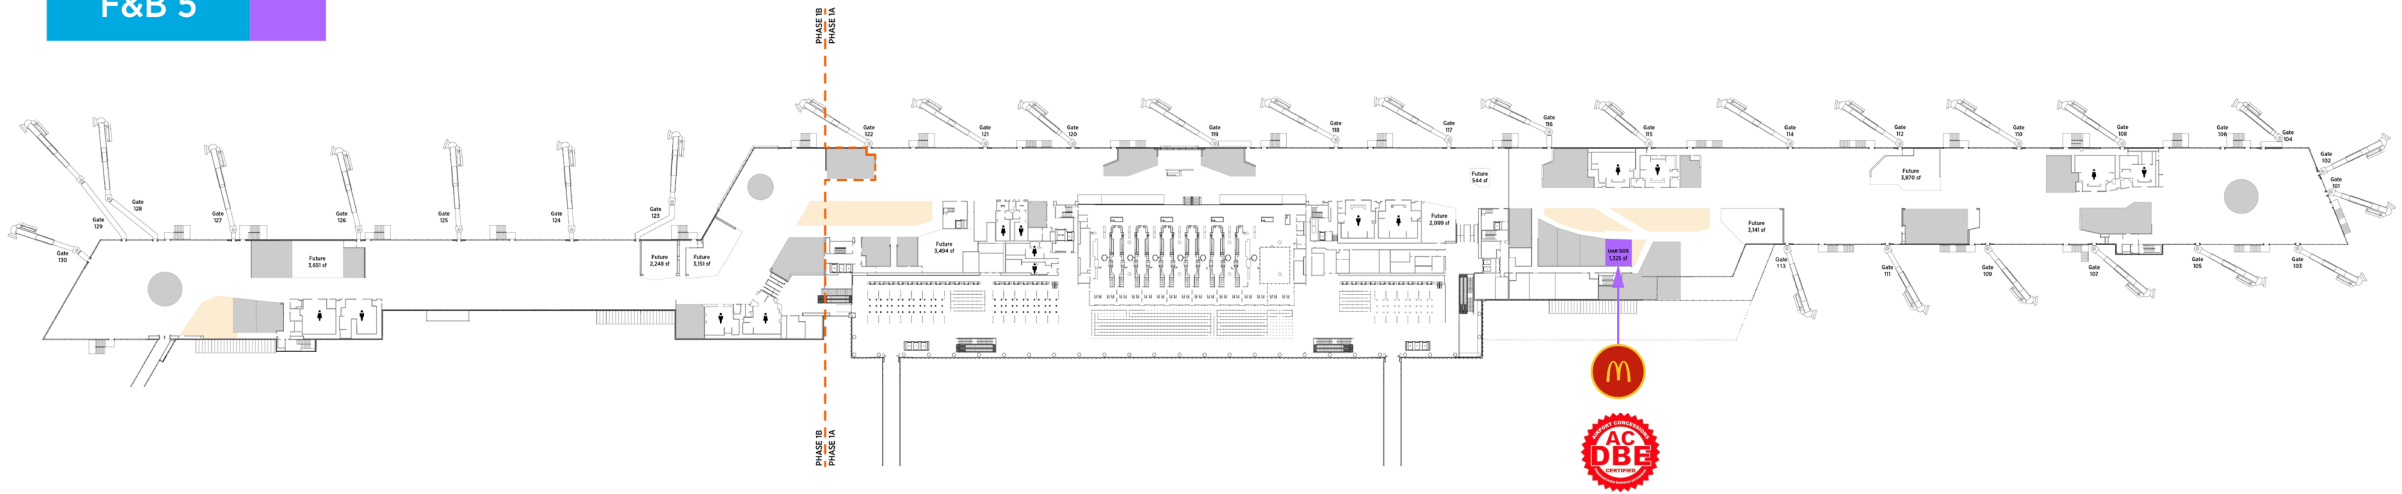 F&B 5
PHASE 1B
PHASE 1A
Gate
122
Gate
121
Gate
120
Gate
119
Gate
118
Gate
117
Gate
116
Gate
115
Gate
114
Gate
112
Gate
110
Gate
108
Gate
106
Gate
104
Gate
102
Gate
101
Gate
129
Gate
128
Gate
127
Gate
126
Gate
125
Gate
124
Gate
123
Gate
130
Future
3,651 sf
Future
2,248 sf
Future
3,151 sf
Future
3,494 sf
Future
2,099 sf
Future
544 sf
Future
3,870 sf
Future
3,141 sf
Unit 505
1,325 sf
Gate
113
Gate
111
Gate
109
Gate
107
Gate
105
Gate
103
PHASE 1B
PHASE 1A
AIRPORT CONCESSIONS
AC
DBE
CERTIFIED